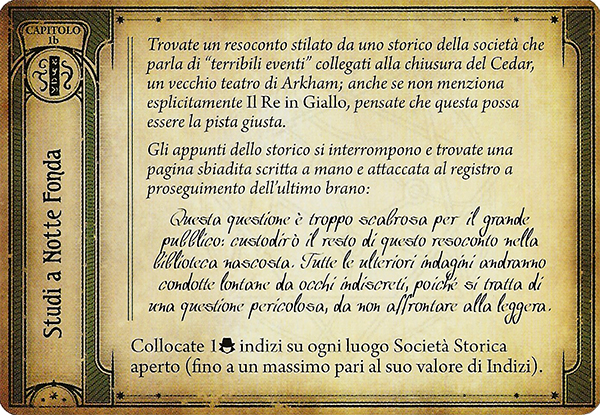 CAPITOLO
1b
Studi a Notte Fonda
Trovate un resoconto stilato da uno storico della società che
parla di “terribili eventi” collegati alla chiusura del Cedar,
un vecchio teatro di Arkham; anche se non menziona
esplicitamente Il Re in Giallo, pensate che questa possa
essere la pista giusta.
Gli appunti dello storico si interrompono e trovate una
pagina sbiadita scritta a mano e attaccata al registro a
proseguimento dell’ultimo brano:
Questa questione è troppo scabrosa per il grande
pubblico: custodirò il resto di questo resoconto nella
biblioteca nascosta. Tutte le ulteriori indagini andranno
condotte lontane da occhi indiscreti, poiché si tratta di
una questione pericolosa, da non affrontare alla leggera.
Collocate 1 indizi su ogni luogo Società Storica
aperto (fino a un massimo pari al suo valore di Indizi).